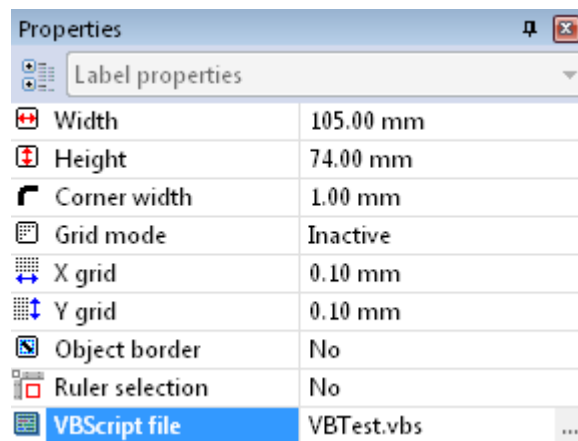 Properties
Label properties
Width 105.00 mm
Height 74.00 mm
Corner width 1.00 mm
Grid mode Inactive
X grid 0.10 mm
Y grid 0.10 mm
Object border No
Ruler selection No
VBScript file VBTest.vbs ...